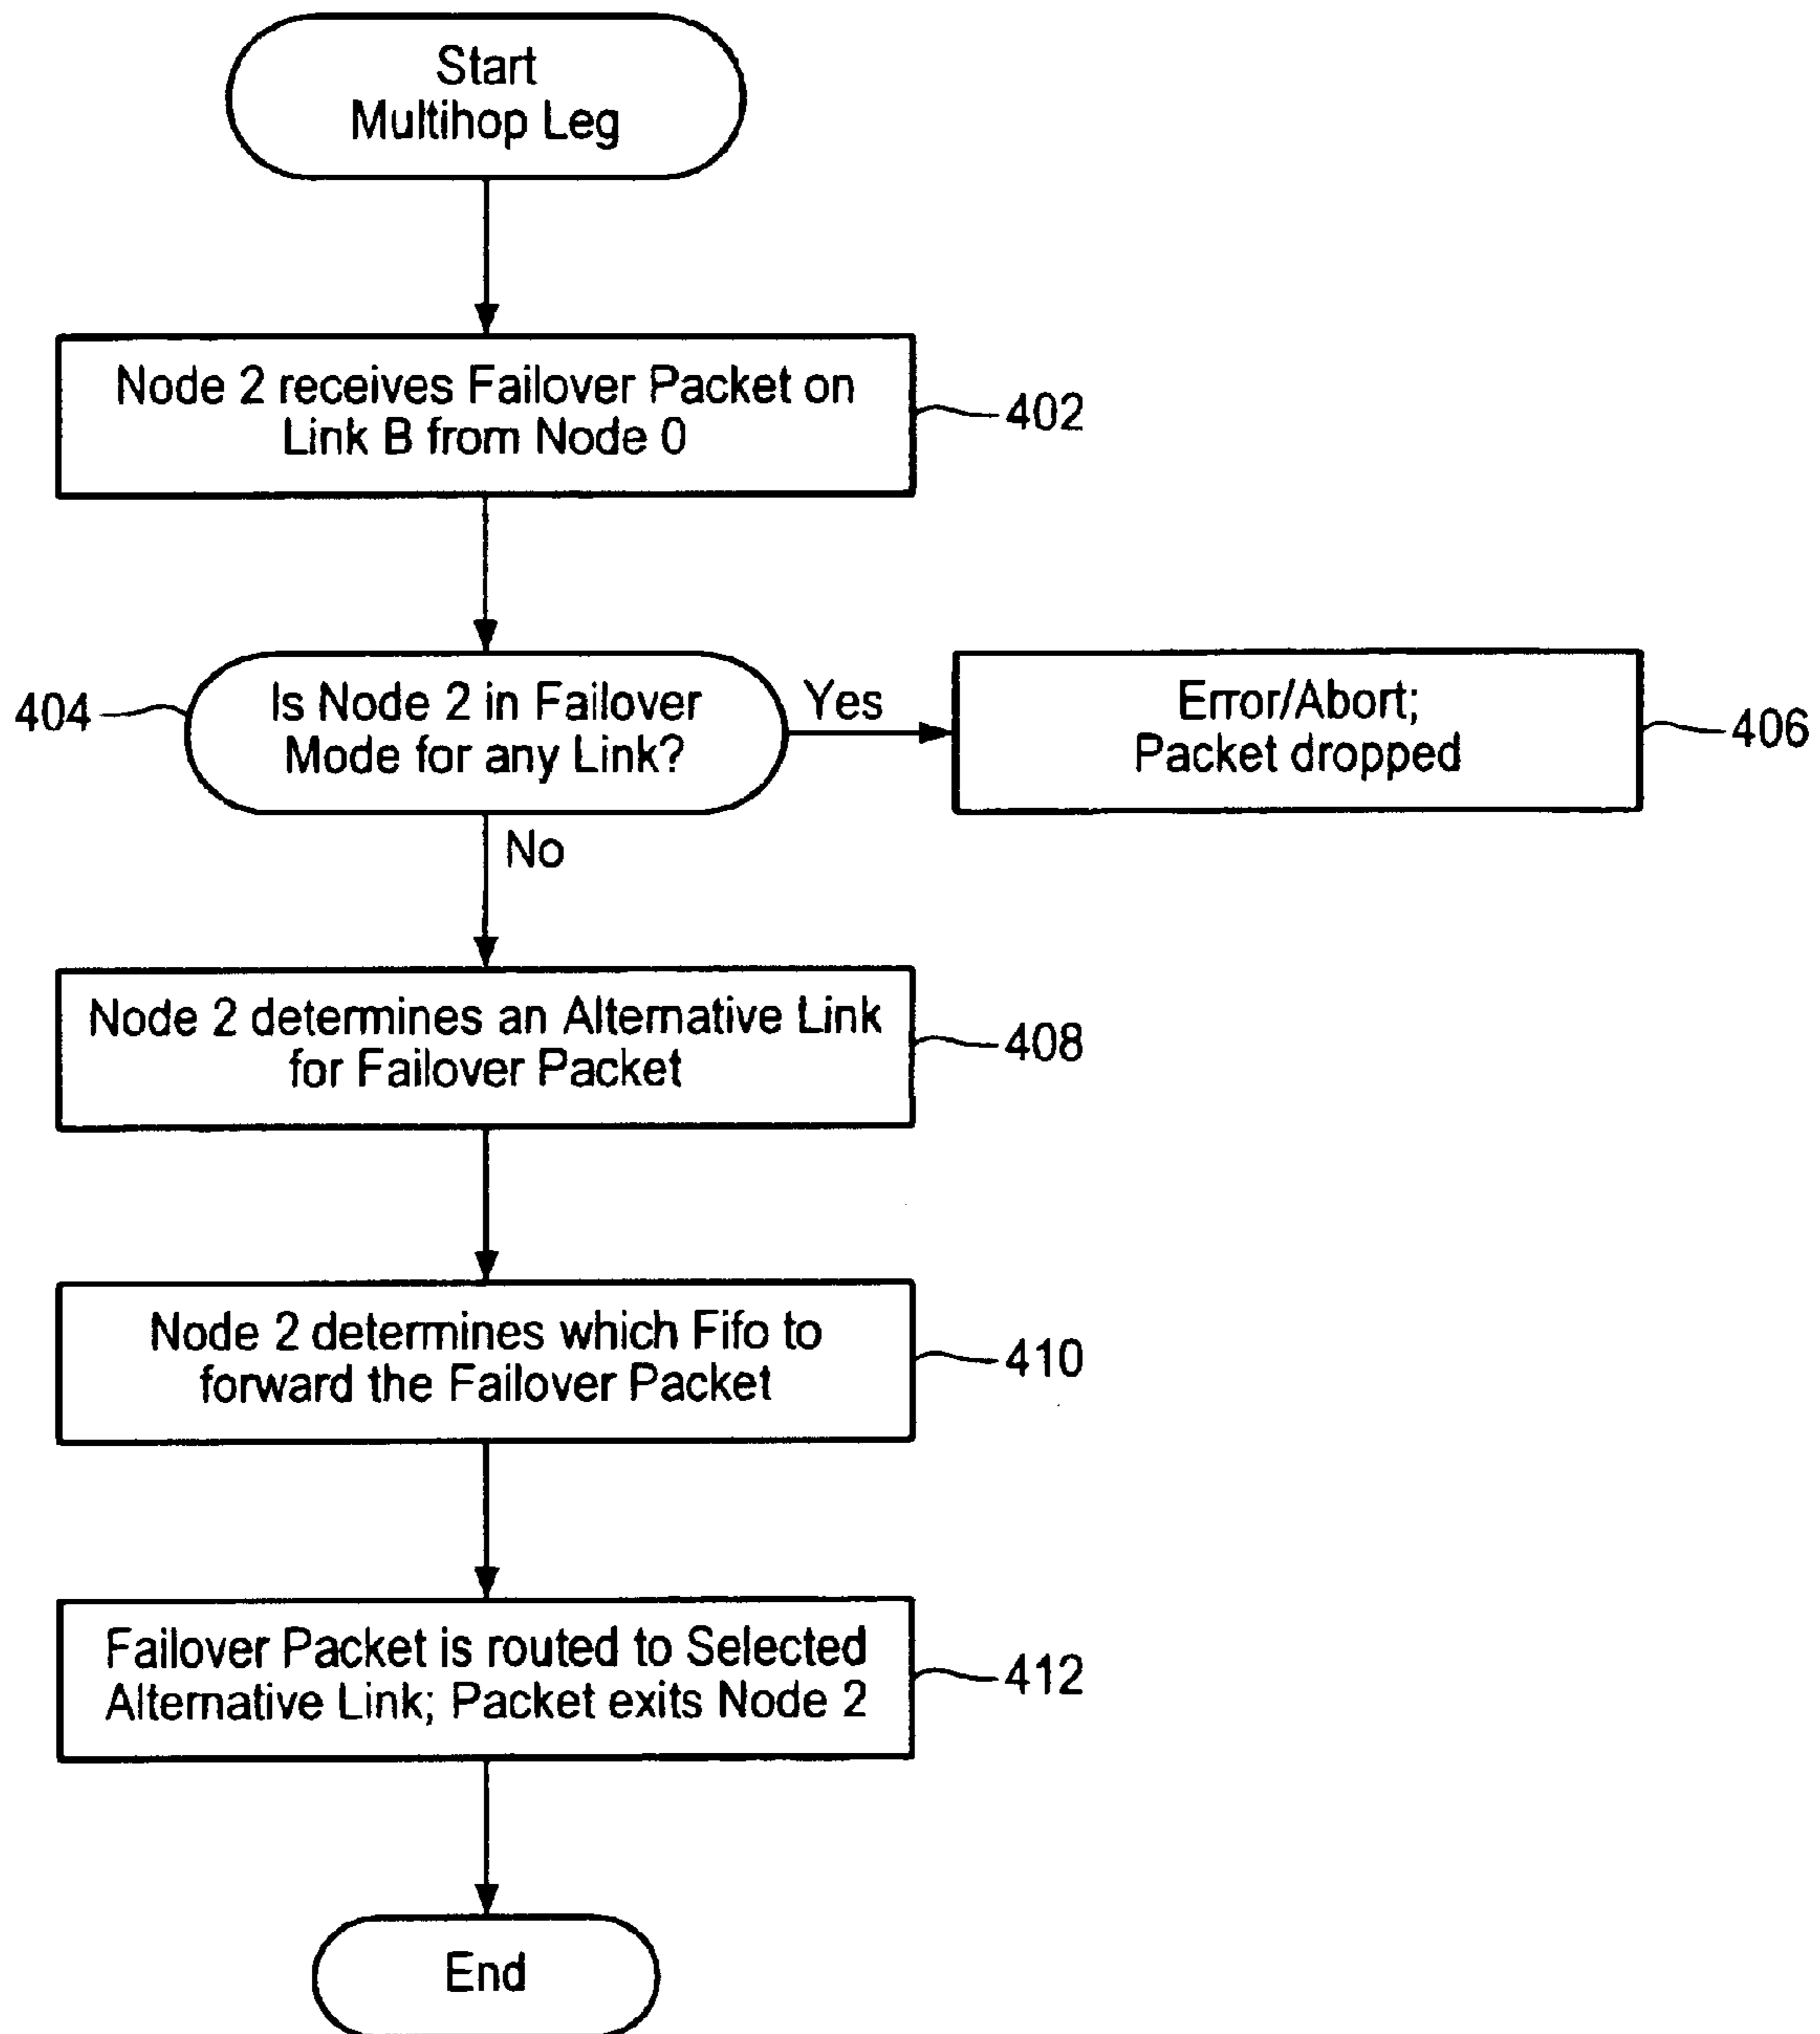 Start
Multihop Leg
Node 2 receives Failover Packet on
Link B from Node 0
402
404
Is Node 2 in Failover
Mode for any Link?
Yes
Error/Abort;
Packet dropped
406
No
Node 2 determines an Alternative Link
for Failover Packet
408
Node 2 determines which Fifo to
forward the Failover Packet
410
Failover Packet is routed to Selected
Alternative Link; Packet exits Node 2
412
End